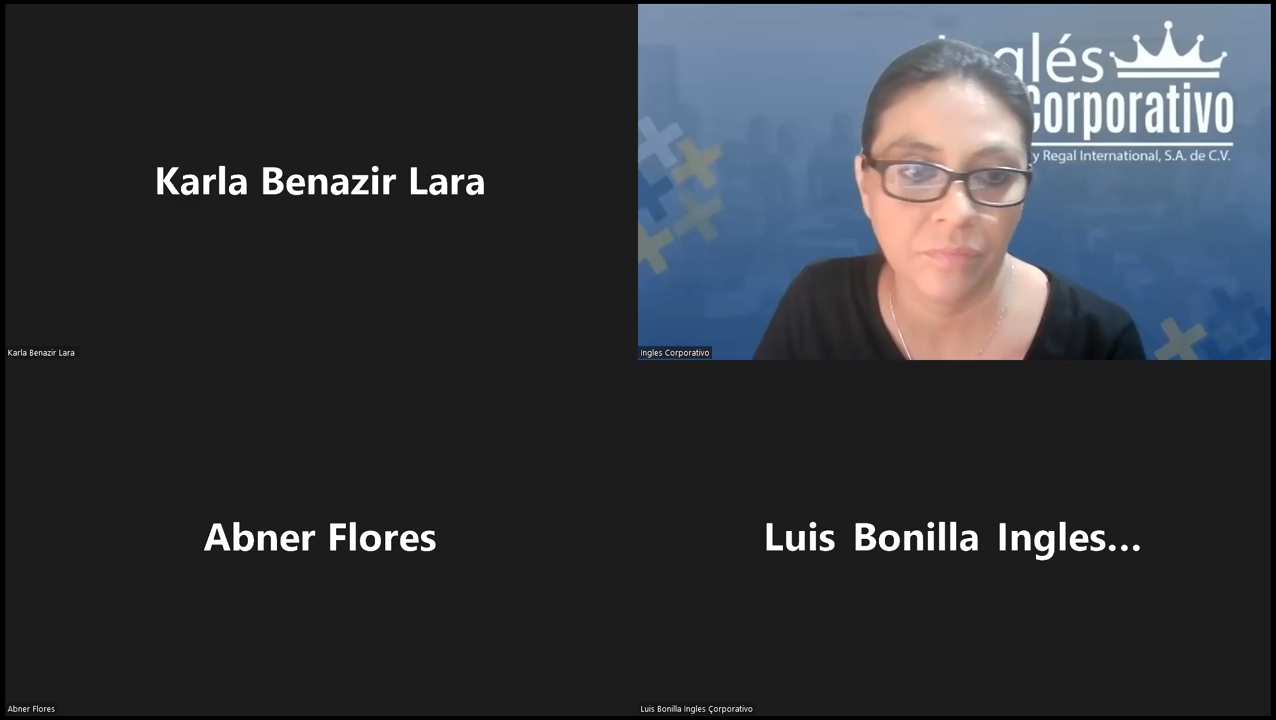 Karla Benazir Lara
Karla Benazir Lara
glés
Corporativo
y Regal International, S.A. de C.V.
Ingles Corporativo
Abner Flores
Luis Bonilla Ingles...
Abner Flores
Luis Bonilla Ingles Çorporativo